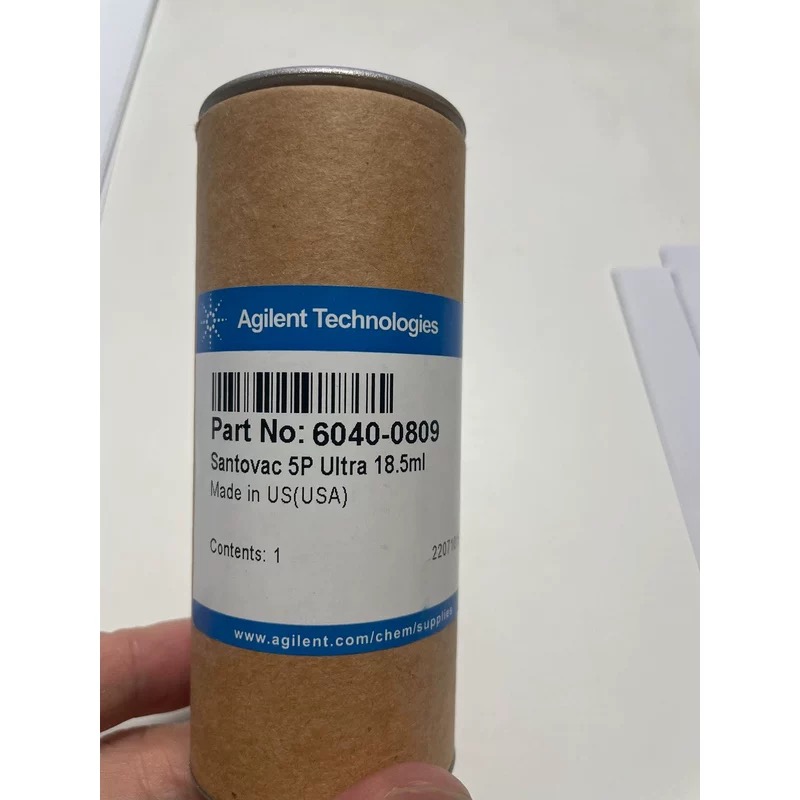 Agilent Technologies
Part No: 6040-0809
Santovac 5P Ultra 18.5ml
Made in US(USA)
Contents: 1
www.agilent.com/chem/supplies